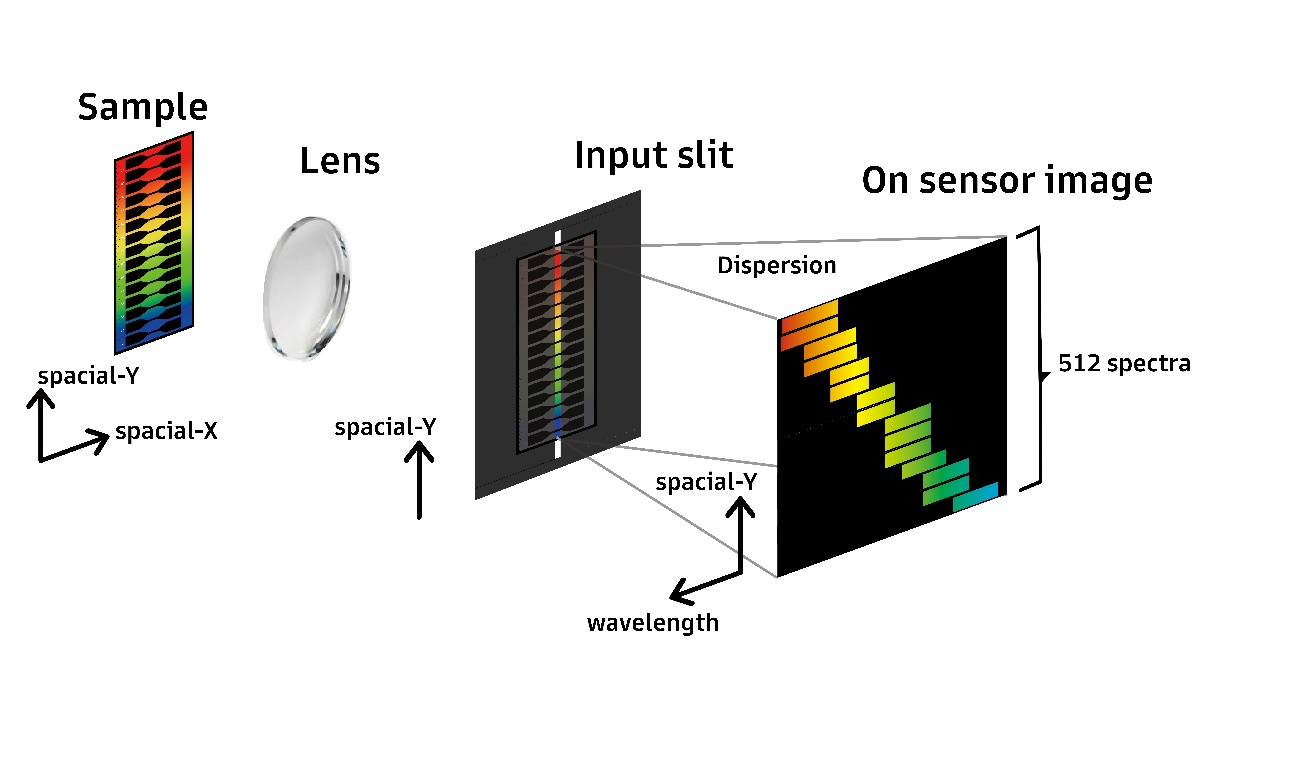 Sample
Lens
Input slit
On sensor image
Dispersion
512 spectra
spacial-Y
spacial-X
spacial-Y
spacial-Y
wavelength